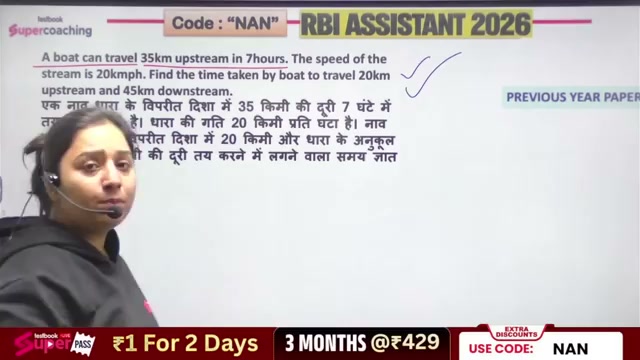 testbook
Supercoaching
Code : “NAN”
RBI ASSISTANT 2026
A boat can travel 35km upstream in 7hours. The speed of the
stream is 20kmph. Find the time taken by boat to travel 20km
upstream and 45km downstream.
एक नाव धारा के विपरीत दिशा में 35 किमी की दूरी 7 घंटे में
है। धारा की गति 20 किमी प्रति घंटा है। नाव
विपरीत दिशा में 20 किमी और धारा के अनुकूल
की दूरी तय करने में लगने वाला समय ज्ञात
PREVIOUS YEAR PAPER
testbook LIVE
Super PASS
₹1 For 2 Days
3 MONTHS @₹429
EXTRA
DISCOUNTS
USE CODE:
NAN